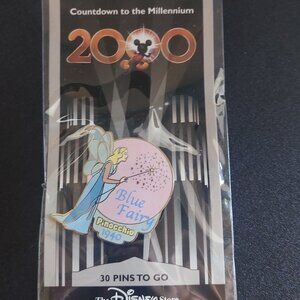 Countdown to the Millennium
2000
Blue
Fairy
Pinocchio
1940
30 PINS TO GO
The Disney Store